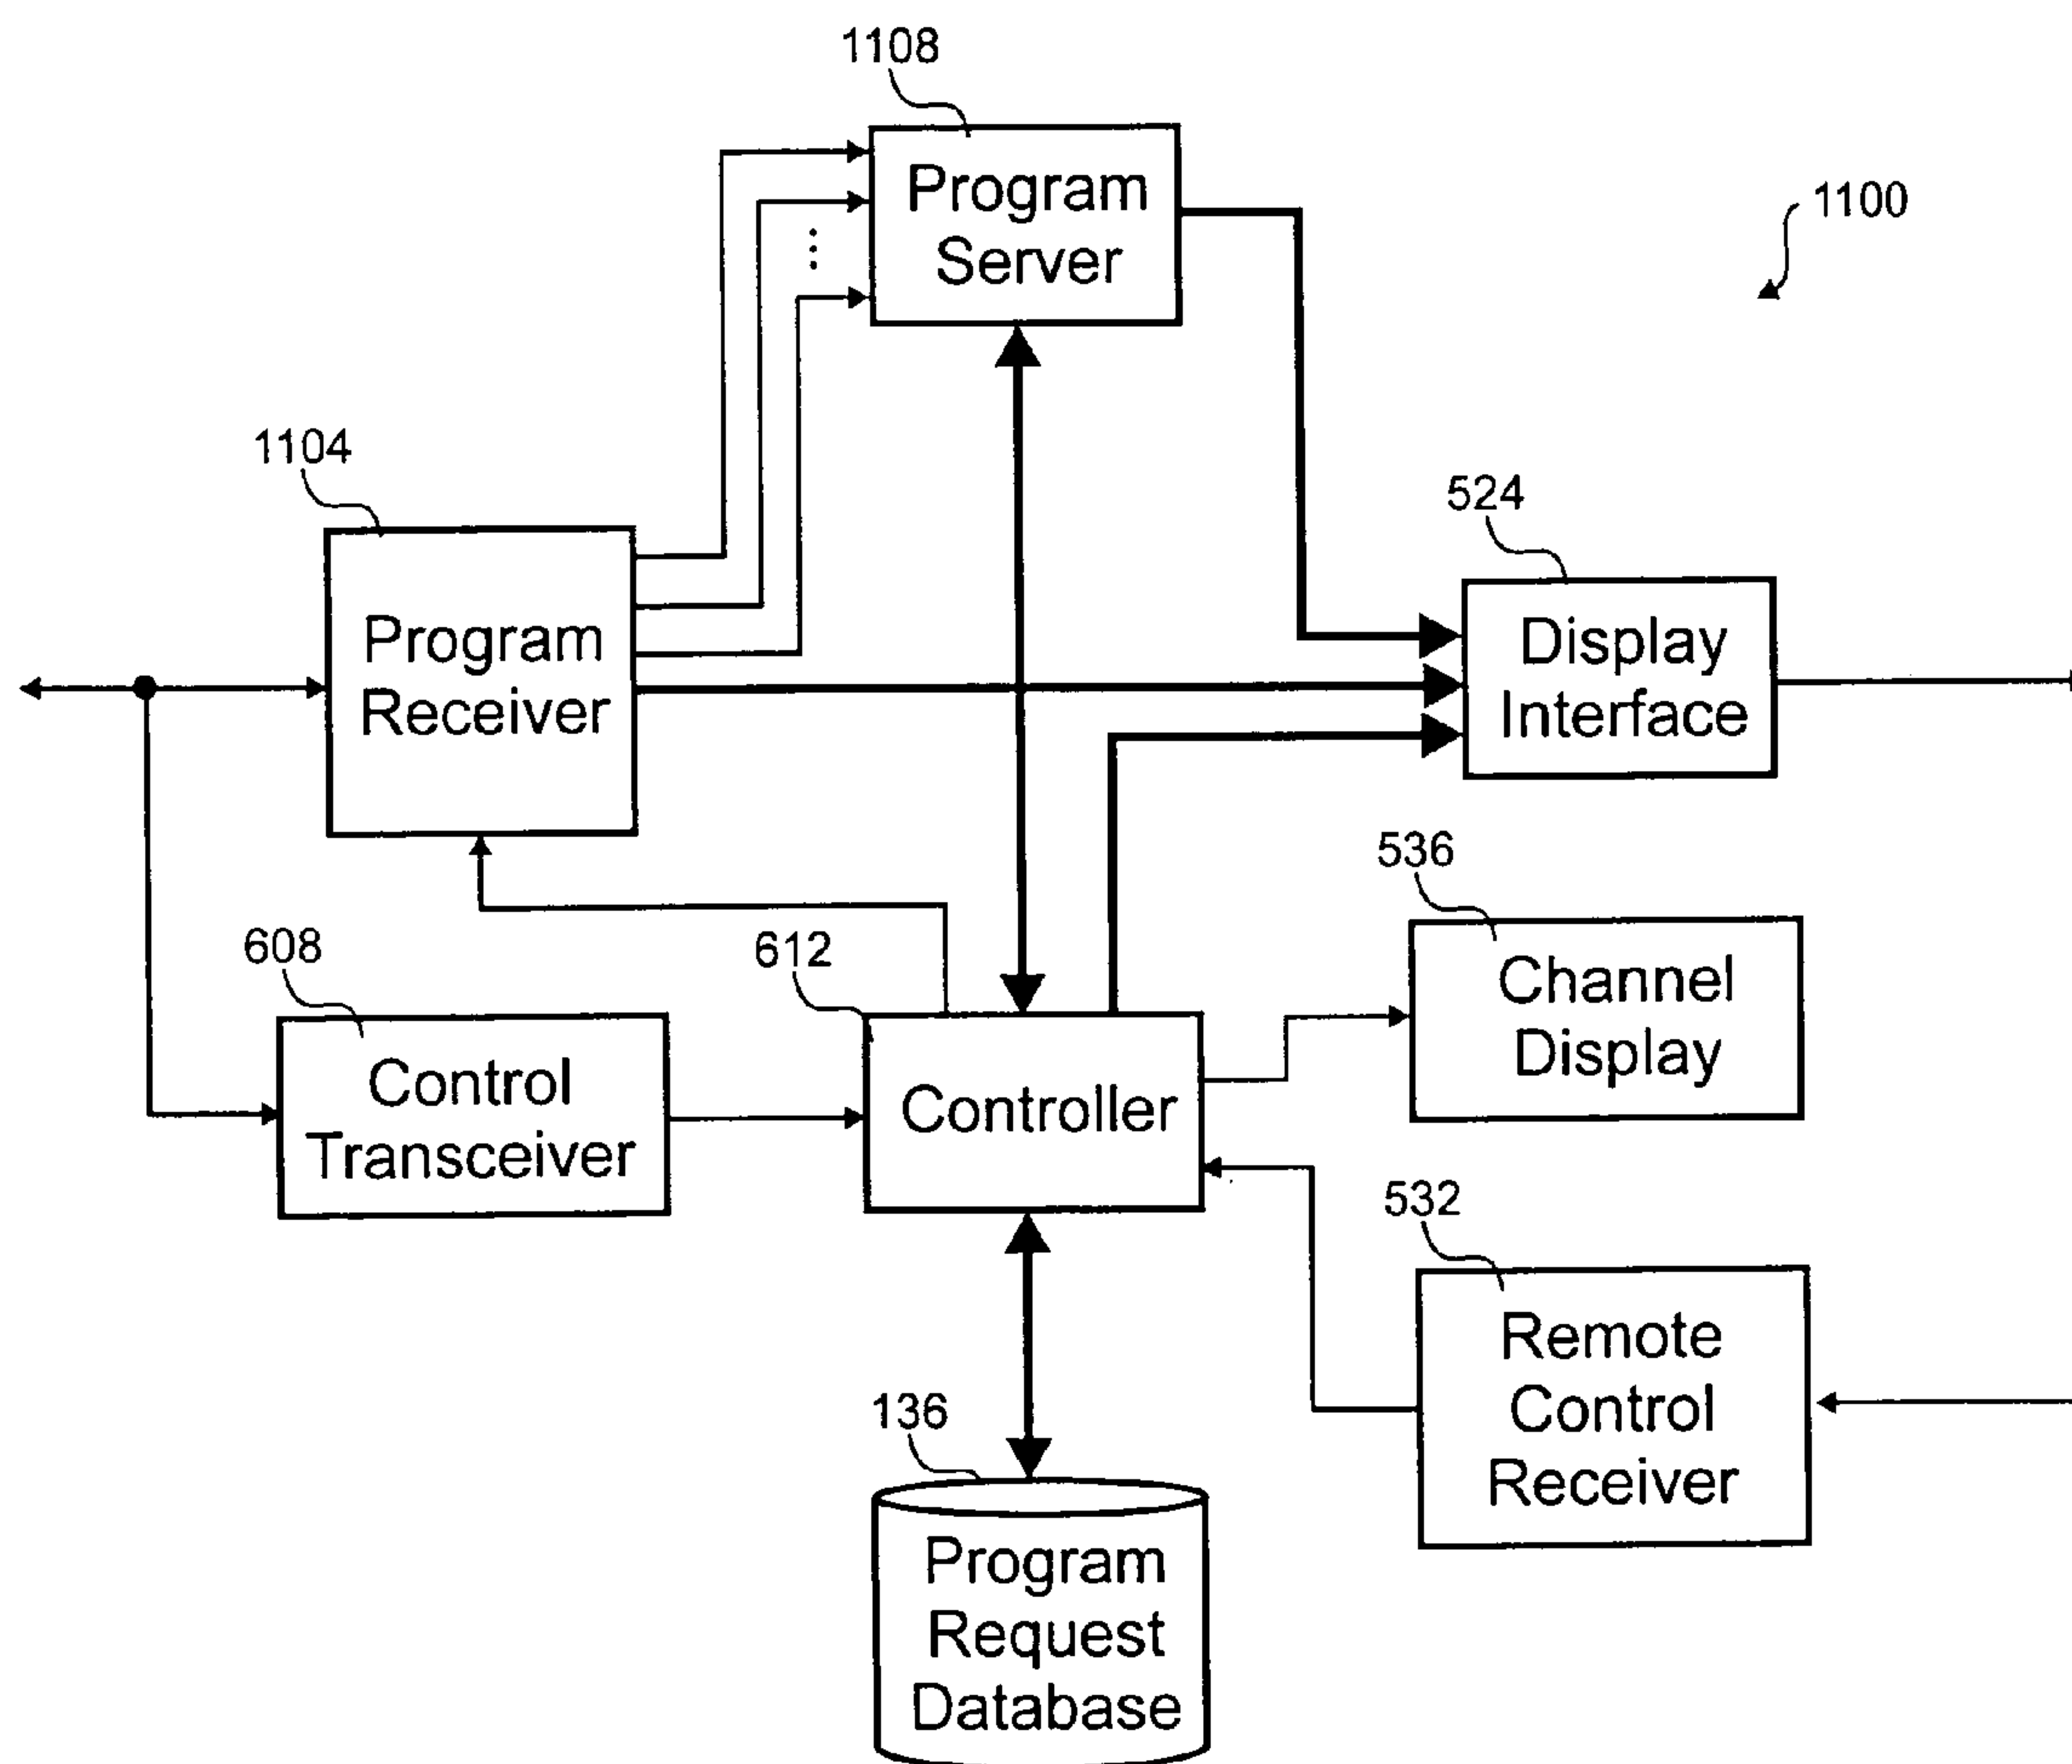 1108
Program
Server
1100
1104
Program
Receiver
524
Display
Interface
536
Channel
Display
608
Control
Transceiver
612
Controller
532
Remote
Control
Receiver
136
Program
Request
Database